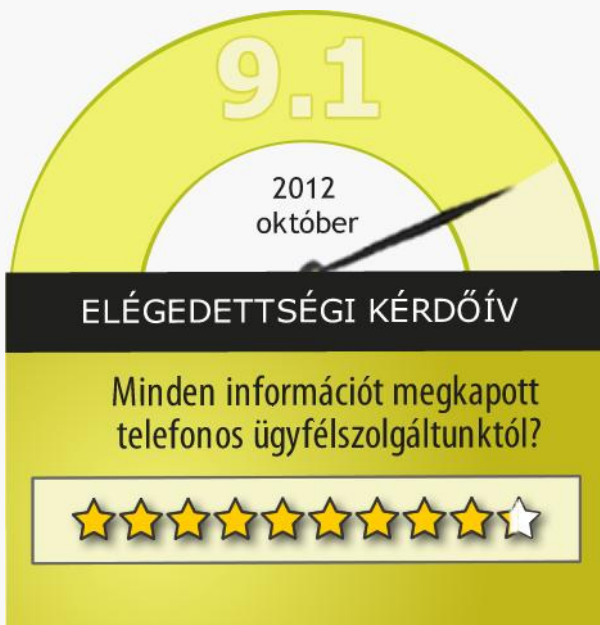 9.1
2012
október
ELÉGEDETTSÉGI KÉRDŐÍV
Minden információt megkapott
telefonos ügyfélszolgáltunktól?